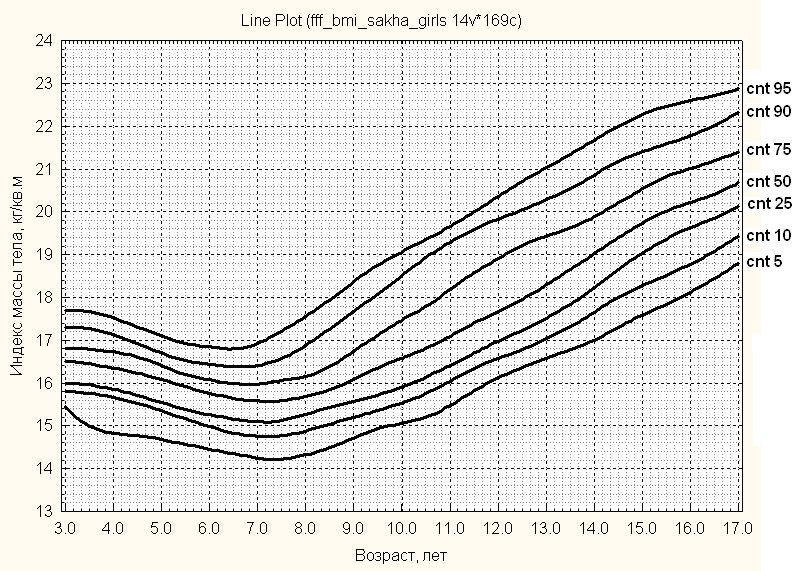 Line Plot (fff_bmi_sakha_girls 14v*169c)
24
23
22
21
20
19
18
17
16
15
14
13
Индекс массы тела, кг/кв.м
cnt 95
cnt 90
cnt 75
cnt 50
cnt 25
cnt 10
cnt 5
3.0 4.0 5.0 6.0 7.0 8.0 9.0 10.0 11.0 12.0 13.0 14.0 15.0 16.0 17.0
Возраст, лет